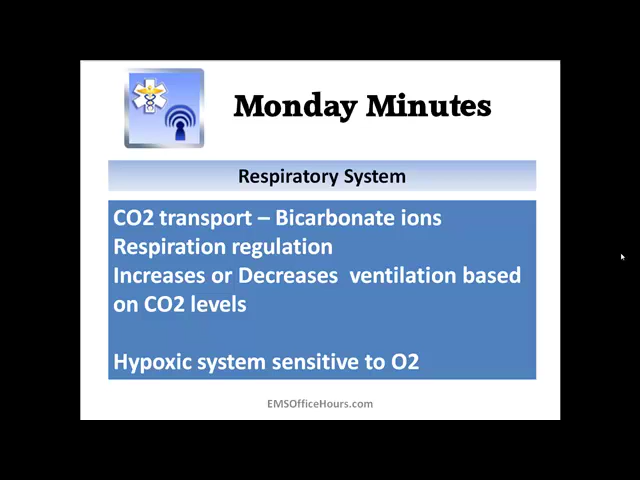 Monday Minutes
Respiratory System
CO2 transport – Bicarbonate ions
Respiration regulation
Increases or Decreases  ventilation based
on CO2 levels
Hypoxic system sensitive to O2
EMSOfficeHours.com